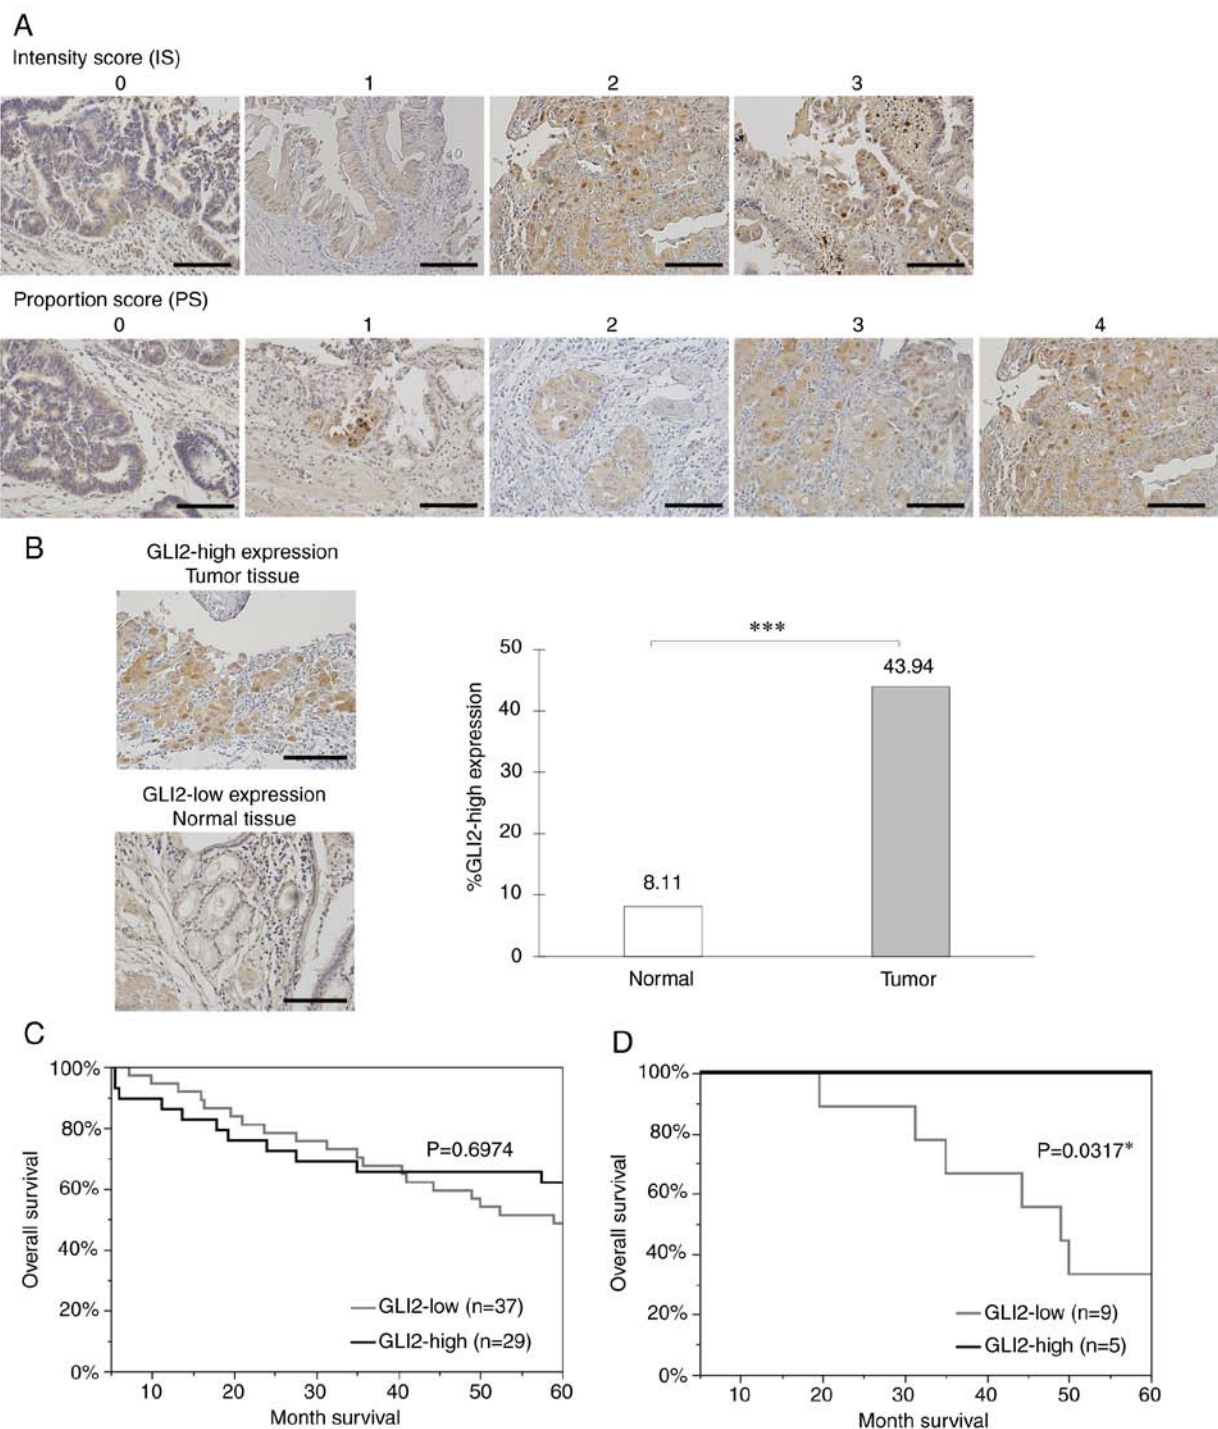 A
Intensity score (IS)
0 1 2 3
Proportion score (PS)
0 1 2 3 4
B
GLI2-high expression
Tumor tissue
GLI2-low expression
Normal tissue
%GLI2-high expression
50
40
30
20
10
0
***
8.11
43.94
Normal Tumor
C
Overall survival
100%
80%
60%
40%
20%
0%
P=0.6974
GLI2-low (n=37)
GLI2-high (n=29)
10 20 30 40 50 60
Month survival
D
Overall survival
100%
80%
60%
40%
20%
0%
P=0.0317*
GLI2-low (n=9)
GLI2-high (n=5)
10 20 30 40 50 60
Month survival